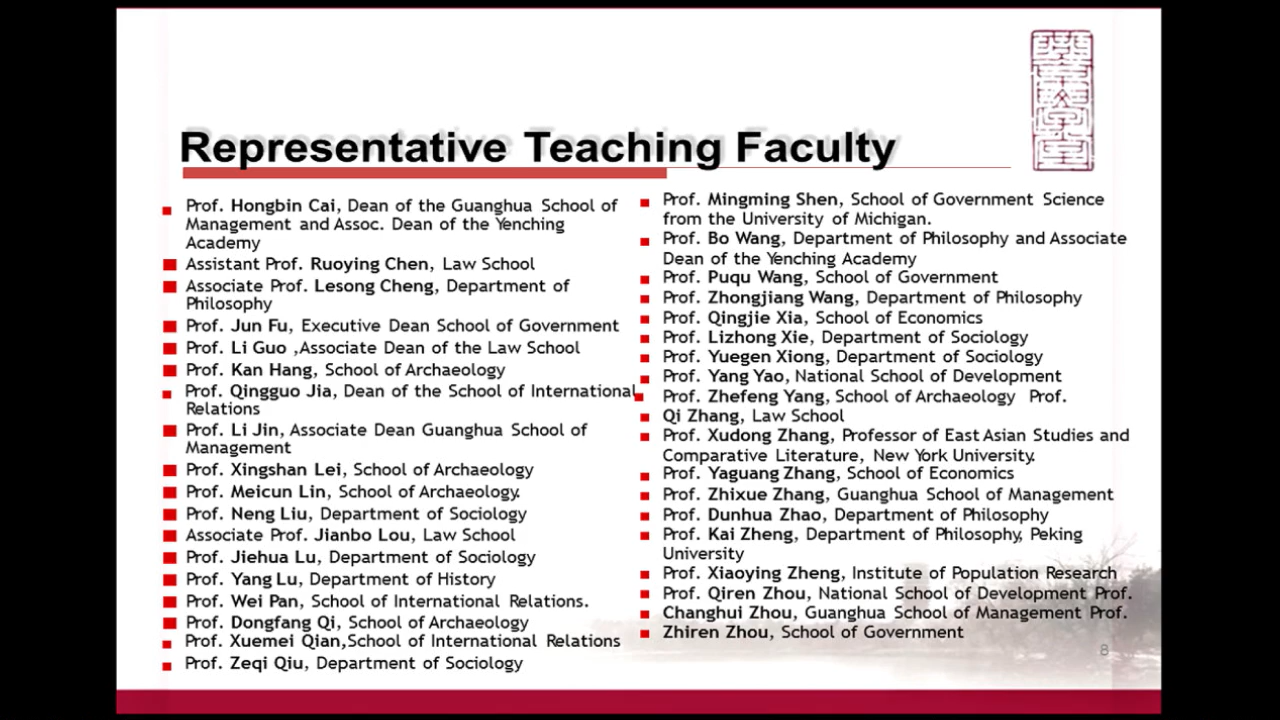 Representative Teaching Faculty
Prof. Hongbin Cai, Dean of the Guanghua School of
Management and Assoc. Dean of the Yenching
Academy
Assistant Prof. Ruoying Chen, Law School
Associate Prof. Lesong Cheng, Department of
Philosophy
Prof. Jun Fu, Executive Dean School of Government
Prof. Li Guo ,Associate Dean of the Law School
Prof. Kan Hang, School of Archaeology
Prof. Qingguo Jia, Dean of the School of International
Relations
Prof. Li Jin, Associate Dean Guanghua School of
Management
Prof. Xingshan Lei, School of Archaeology
Prof. Meicun Lin, School of Archaeology.
Prof. Neng Liu, Department of Sociology
Associate Prof. Jianbo Lou, Law School
Prof. Jiehua Lu, Department of Sociology
Prof. Yang Lu, Department of History
Prof. Wei Pan, School of International Relations.
Prof. Dongfang Qi, School of Archaeology
Prof. Xuemei Qian,School of International Relations
Prof. Zeqi Qiu, Department of Sociology
Prof. Mingming Shen, School of Government Science
from the University of Michigan.
Prof. Bo Wang, Department of Philosophy and Associate
Dean of the Yenching Academy
Prof. Puqu Wang, School of Government
Prof. Zhongjiang Wang, Department of Philosophy
Prof. Qingjie Xia, School of Economics
Prof. Lizhong Xie, Department of Sociology
Prof. Yuegen Xiong, Department of Sociology
Prof. Yang Yao, National School of Development
Prof. Zhefeng Yang, School of Archaeology Prof.
Qi Zhang, Law School
Prof. Xudong Zhang, Professor of East Asian Studies and
Comparative Literature, New York University.
Prof. Yaguang Zhang, School of Economics
Prof. Zhixue Zhang, Guanghua School of Management
Prof. Dunhua Zhao, Department of Philosophy
Prof. Kai Zheng, Department of Philosophy, Peking
University
Prof. Xiaoying Zheng, Institute of Population Research
Prof. Qiren Zhou, National School of Development Prof.
Changhui Zhou, Guanghua School of Management Prof.
Zhiren Zhou, School of Government
8